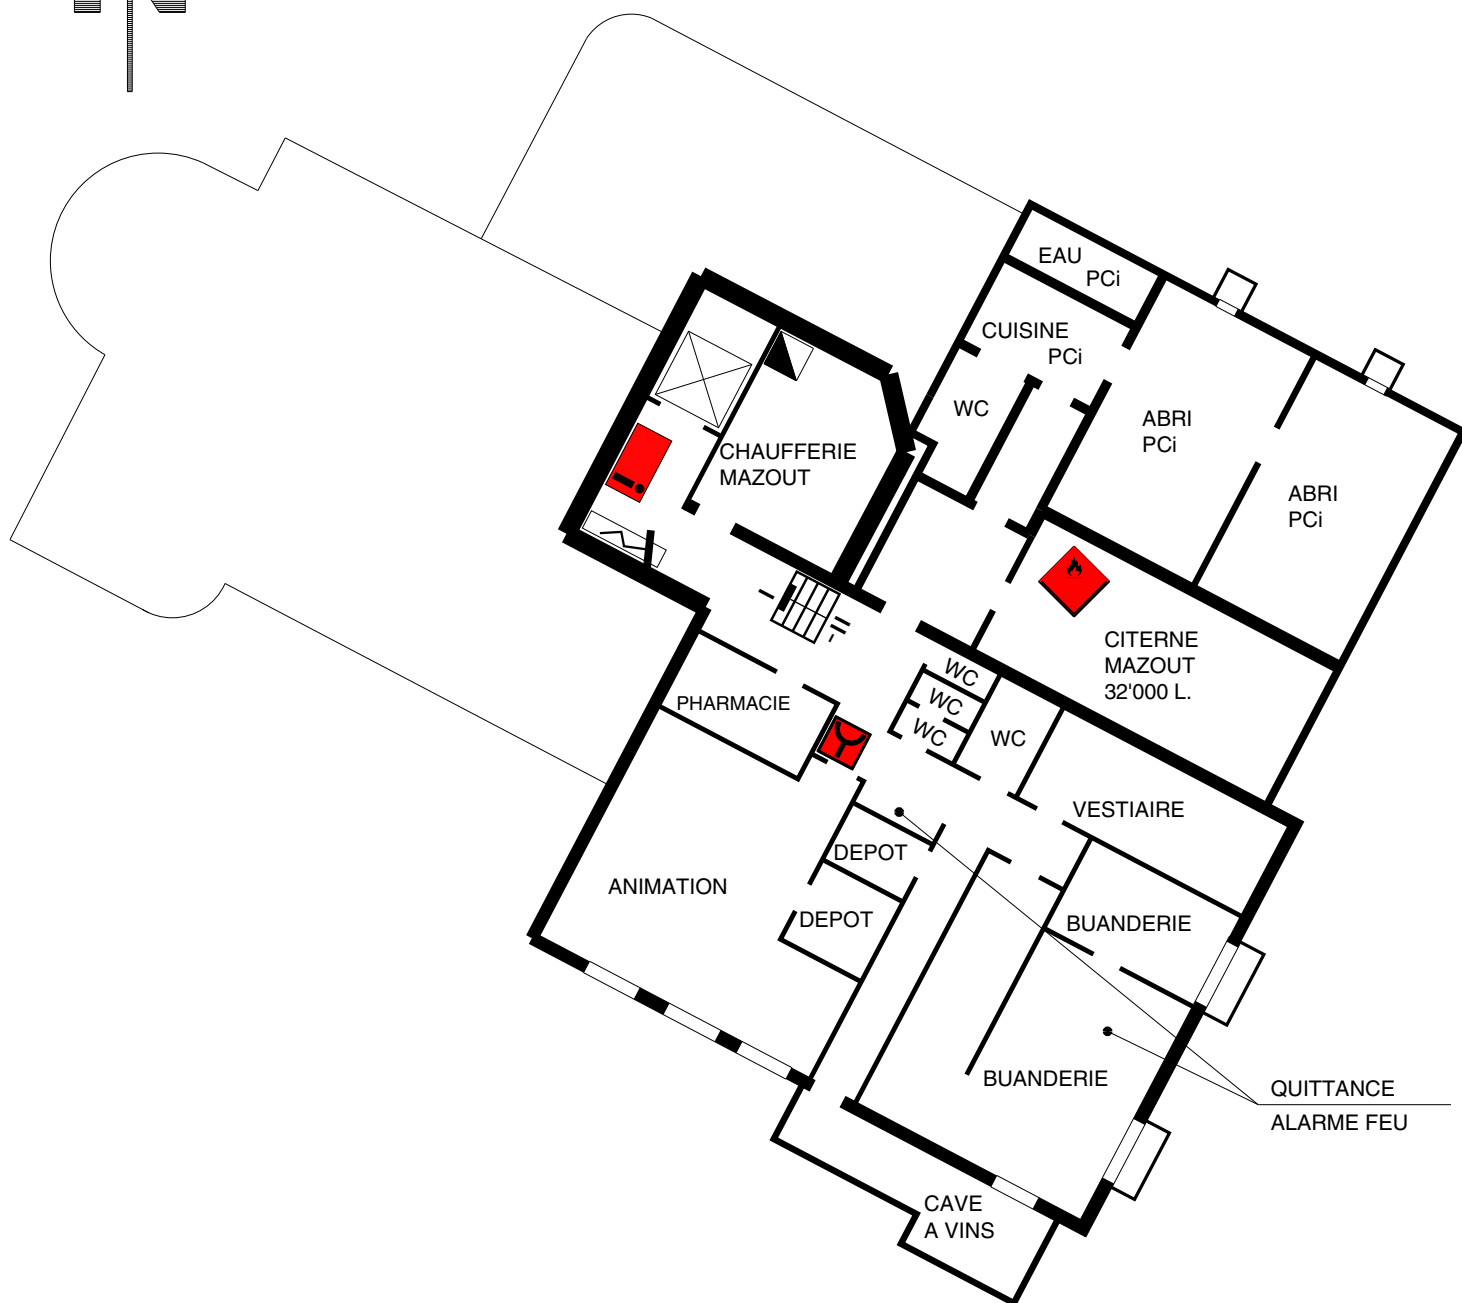 EAU
PCi
CUISINE
PCi
WC
ABRI
PCi
CHAUFFERIE
MAZOUT
ABRI
PCi
CITERNE
MAZOUT
32'000 L.
WC
WC
WC
WC
PHARMACIE
VESTIAIRE
DEPOT
ANIMATION
DEPOT
BUANDERIE
BUANDERIE
QUITTANCE
ALARME FEU
CAVE
A VINS